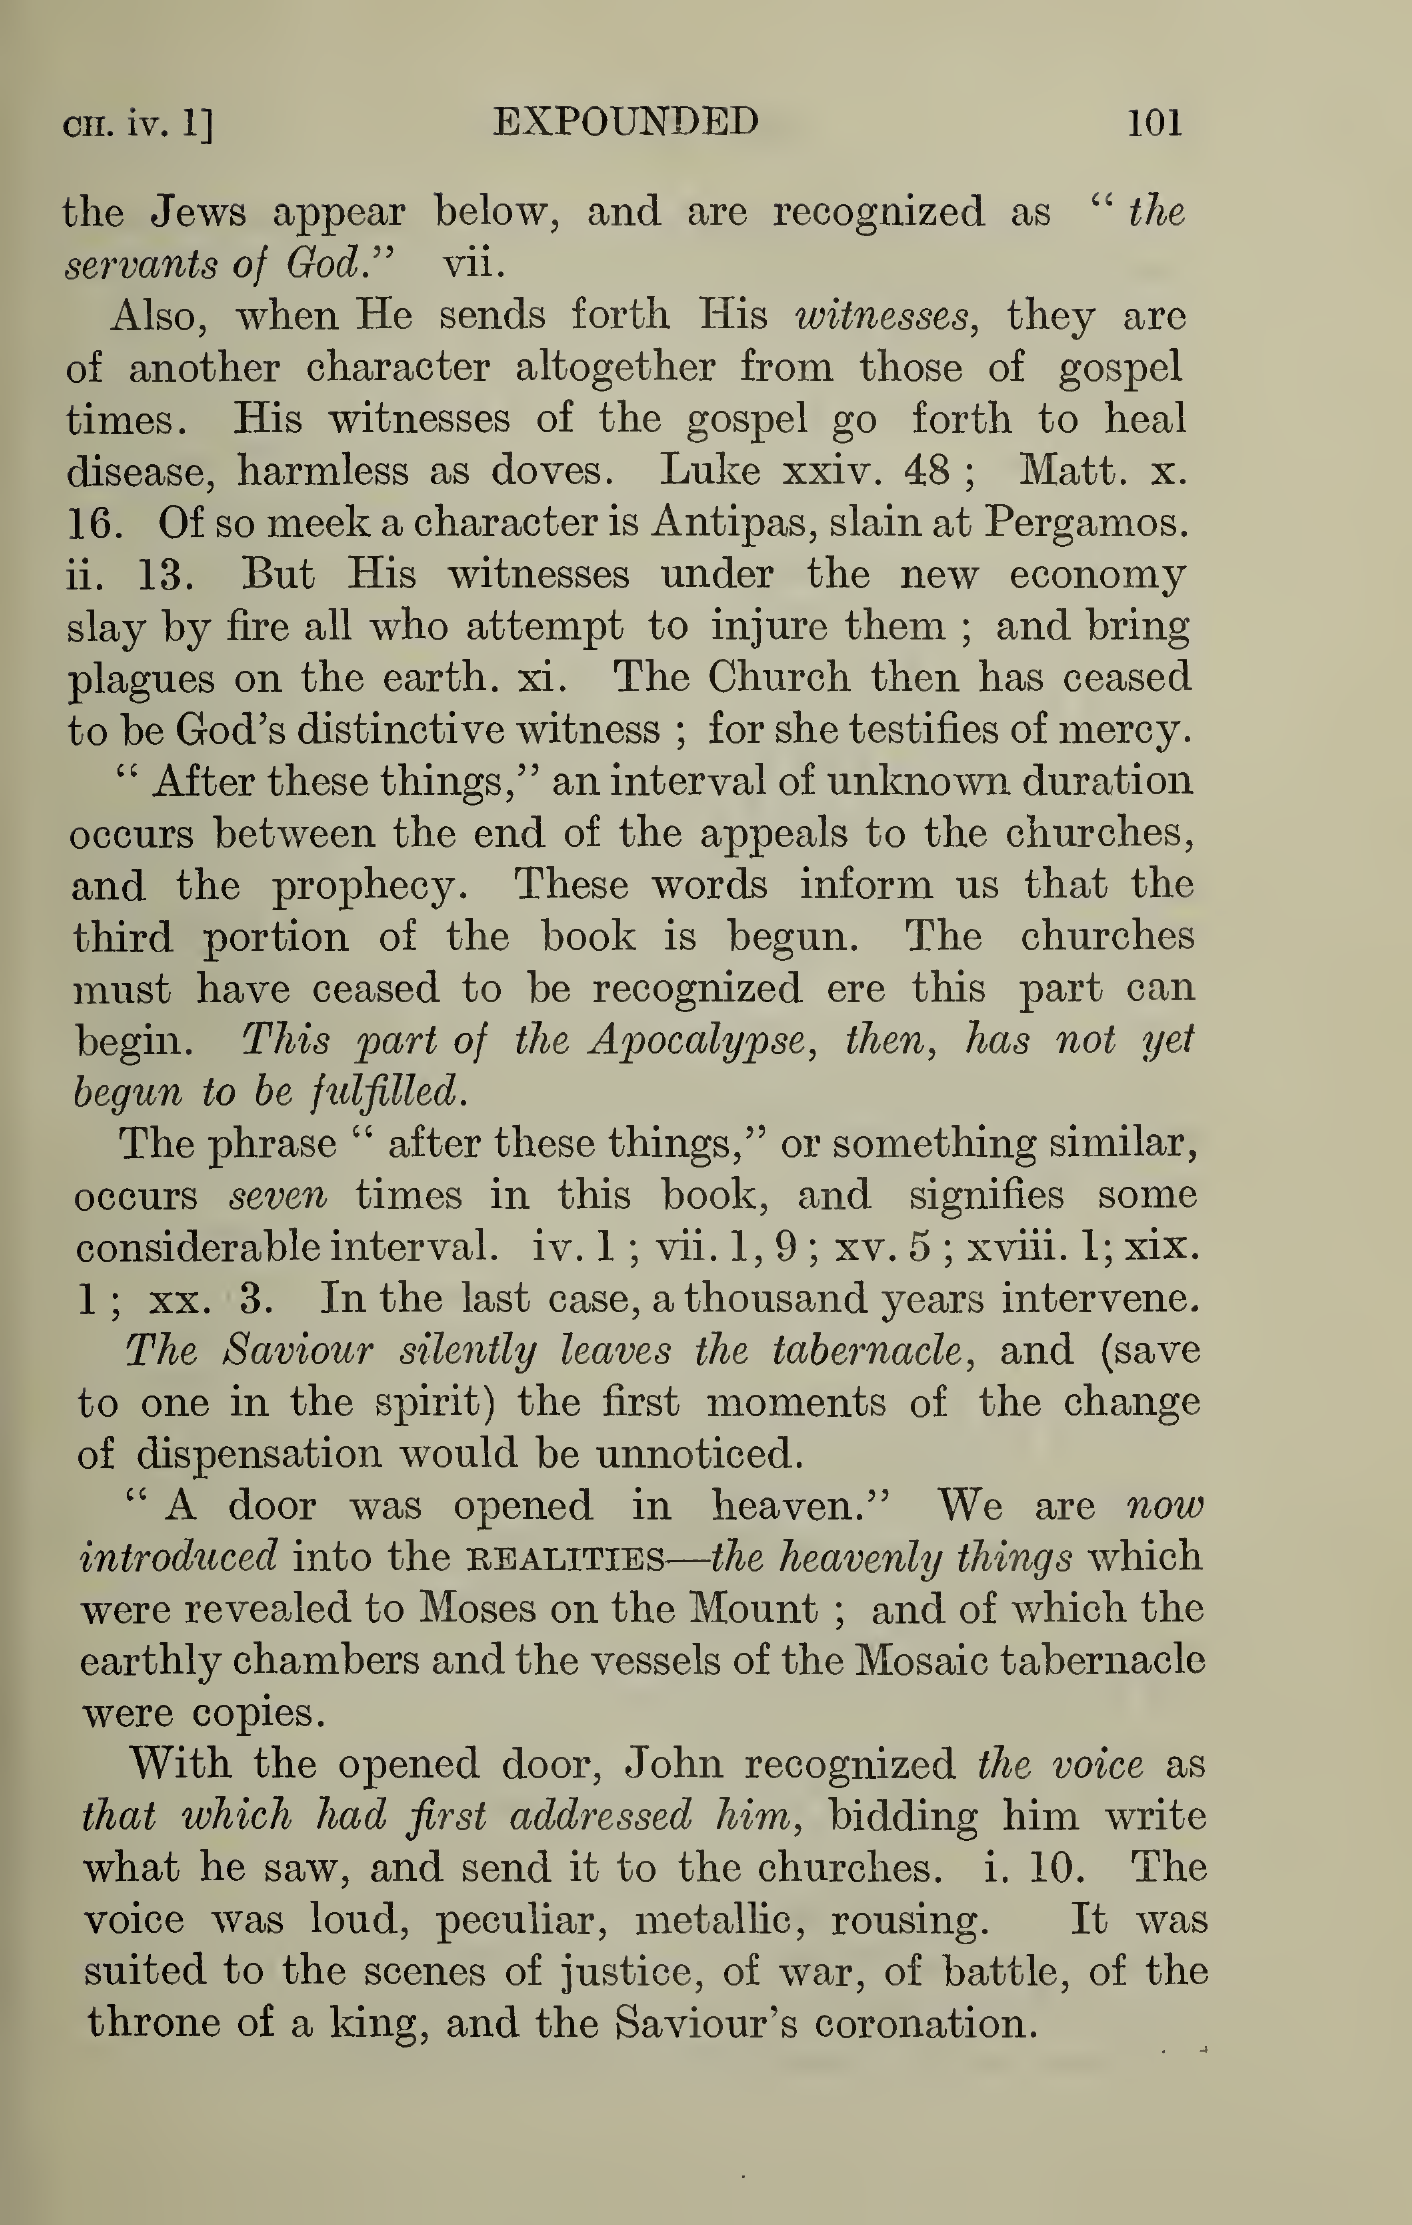 CH. iv. 1] EXPOUNDED 101
the Jews appear below, and are recognized as “ the
servants of God.” vii.
Also, when He sends forth His witnesses, they are
of another character altogether from those of gospel
times. His witnesses of the gospel go forth to heal
disease, harmless as doves. Luke xxiv. 48 ; Matt. x.
16. Of so meek a character is Antipas, slain at Pergamos.
ii. 13. But His witnesses under the new economy
slay by fire all who attempt to injure them ; and bring
plagues on the earth. xi. The Church then has ceased
to be God’s distinctive witness ; for she testifies of mercy.
“ After these things,” an interval of unknown duration
occurs between the end of the appeals to the churches,
and the prophecy. These words inform us that the
third portion of the book is begun. The churches
must have ceased to be recognized ere this part can
begin. This part of the Apocalypse, then, has not yet
begun to be fulfilled.
The phrase “ after these things,” or something similar,
occurs seven times in this book, and signifies some
considerable interval. iv. 1 ; vii. 1, 9 ; xv. 5 ; xviii. 1; xix.
1 ; xx. 3. In the last case, a thousand years intervene.
The Saviour silently leaves the tabernacle, and (save
to one in the spirit) the first moments of the change
of dispensation would be unnoticed.
“ A door was opened in heaven.” We are now
introduced into the REALITIES—the heavenly things which
were revealed to Moses on the Mount ; and of which the
earthly chambers and the vessels of the Mosaic tabernacle
were copies.
With the opened door, John recognized the voice as
that which had first addressed him, bidding him write
what he saw, and send it to the churches. i. 10. The
voice was loud, peculiar, metallic, rousing. It was
suited to the scenes of justice, of war, of battle, of the
throne of a king, and the Saviour’s coronation.